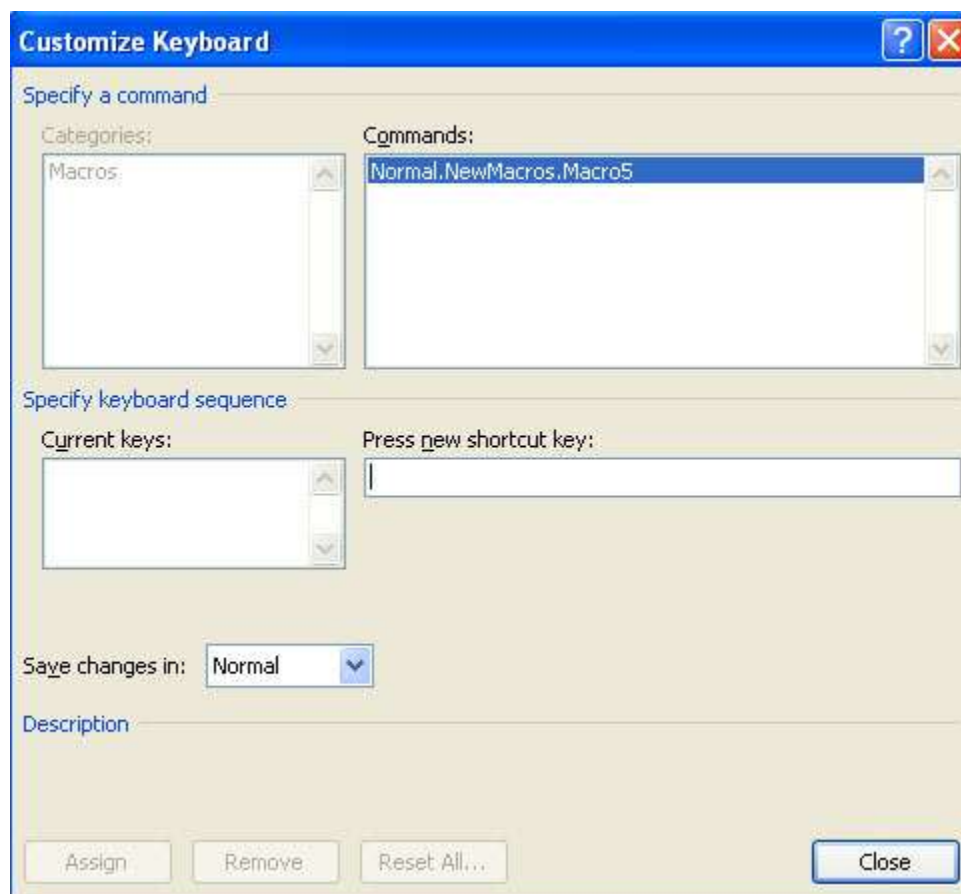 Customize Keyboard
Specify a command
Categories:
Commands:
Macros
Normal.NewMacros.Macro5
Specify keyboard sequence
Current keys:
Press new shortcut key:
Save changes in: Normal
Description
Assign Remove Reset All... Close